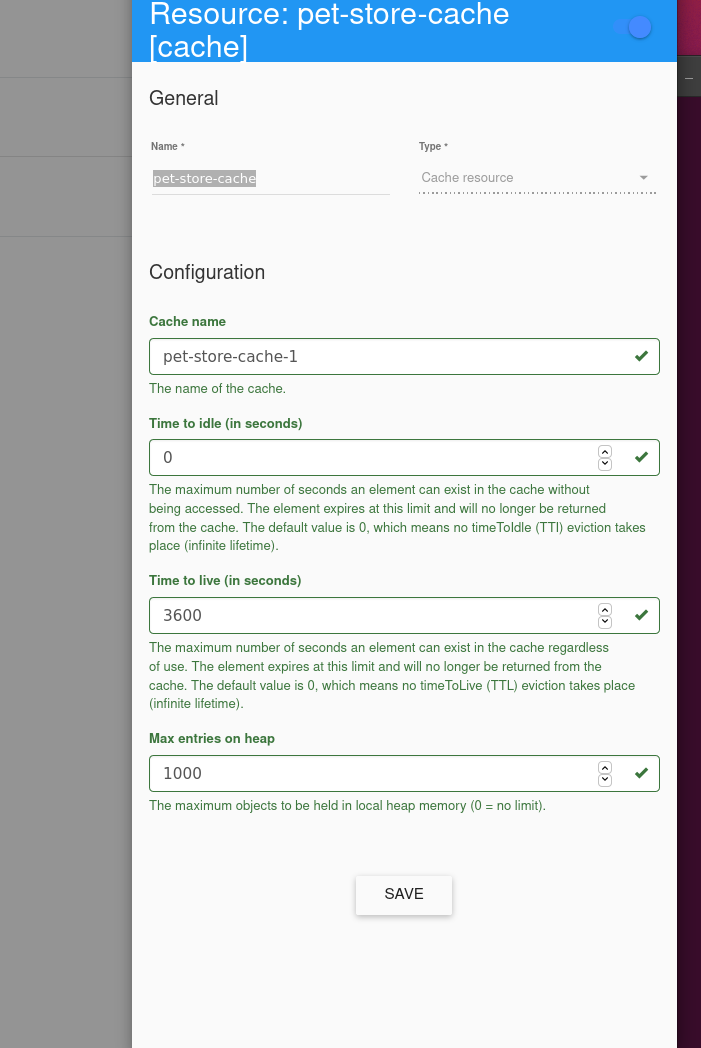 Resource: pet-store-cache
[cache]
General
Name *
Type *
pet-store-cache
Cache resource
Configuration
Cache name
pet-store-cache-1
The name of the cache.
Time to idle (in seconds)
0
The maximum number of seconds an element can exist in the cache without
being accessed. The element expires at this limit and will no longer be returned
from the cache. The default value is 0, which means no timeToIdle (TTI) eviction takes
place (infinite lifetime).
Time to live (in seconds)
3600
The maximum number of seconds an element can exist in the cache regardless
of use. The element expires at this limit and will no longer be returned from the
cache. The default value is 0, which means no timeToLive (TTL) eviction takes place
(infinite lifetime).
Max entries on heap
1000
The maximum objects to be held in local heap memory (0 = no limit).
SAVE